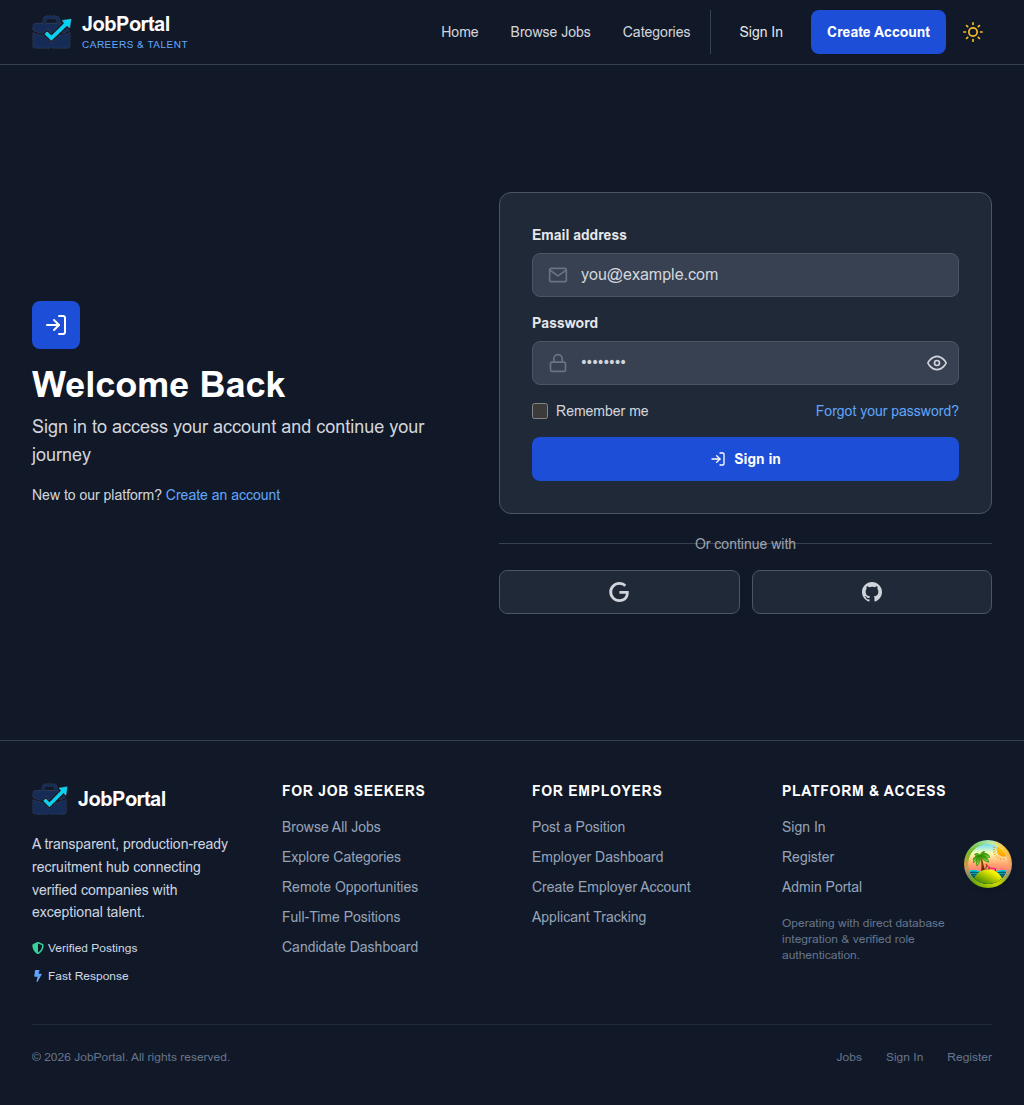 JobPortal
CAREERS & TALENT
Home
Browse Jobs
Categories
Sign In
Create Account
Welcome Back
Sign in to access your account and continue your
journey
New to our platform? Create an account
Email address
you@example.com
Password
••••••••
Remember me
Forgot your password?
Sign in
Or continue with
JobPortal
A transparent, production-ready
recruitment hub connecting
verified companies with
exceptional talent.
Verified Postings
Fast Response
FOR JOB SEEKERS
Browse All Jobs
Explore Categories
Remote Opportunities
Full-Time Positions
Candidate Dashboard
FOR EMPLOYERS
Post a Position
Employer Dashboard
Create Employer Account
Applicant Tracking
PLATFORM & ACCESS
Sign In
Register
Admin Portal
Operating with direct database
integration & verified role
authentication.
© 2026 JobPortal. All rights reserved.
Jobs
Sign In
Register